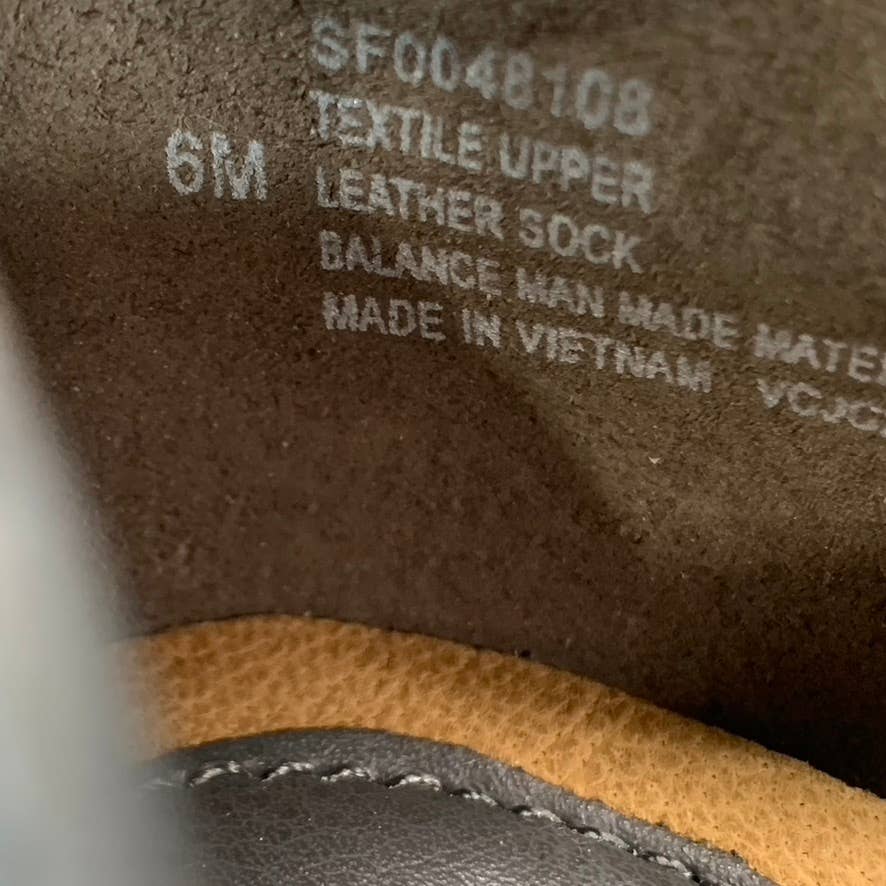 SF0048108
TEXTILE UPPER
6M LEATHER SOCK
BALANCE MAN MADE
MADE IN VIETNAM